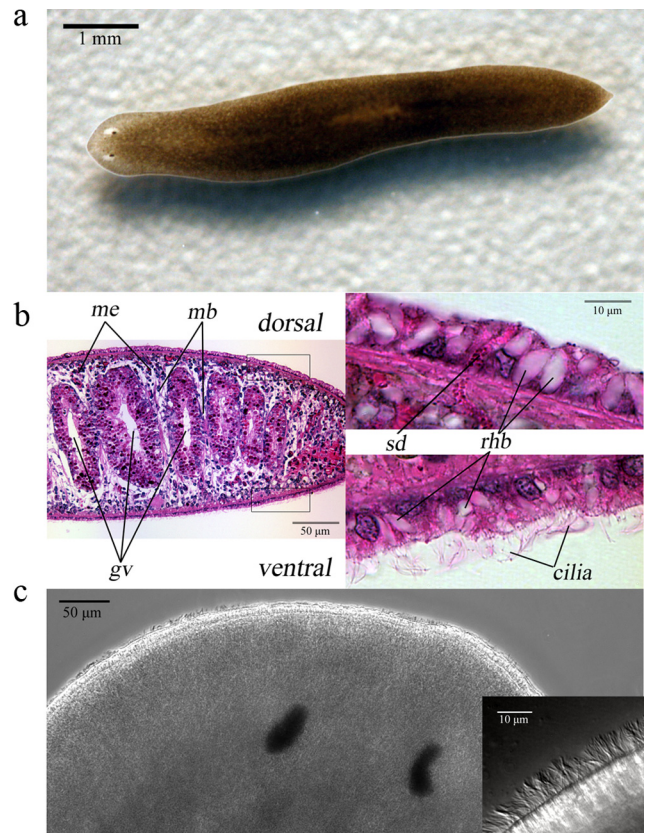 a
1 mm
b
me
mb
dorsal
10 μm
sd
rhb
50 μm
gv
ventral
cilia
c
50 μm
10 μm